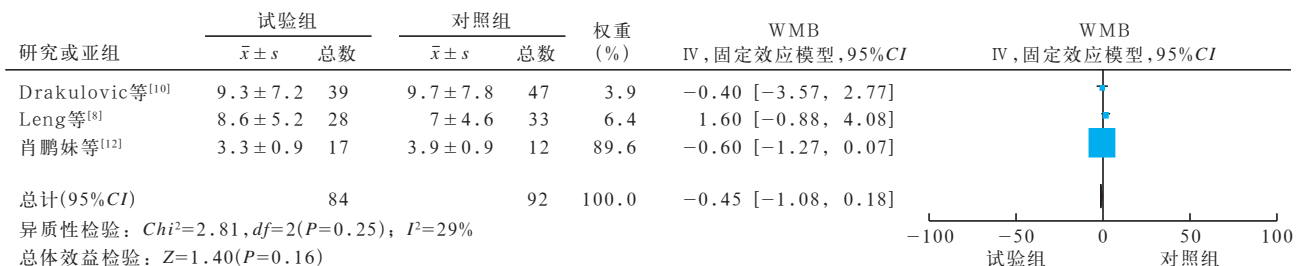 试验组 对照组 权重 WMB WMB
研究或亚组 x̄±s 总数 x̄±s 总数 (%) Ⅳ,固定效应模型,95%CI Ⅳ,固定效应模型,95%CI
Drakulovic等[10] 9.3±7.2 39 9.7±7.8 47 3.9 −0.40 [−3.57, 2.77]
Leng等[8] 8.6±5.2 28 7±4.6 33 6.4 1.60 [−0.88, 4.08]
肖鹏妹等[12] 3.3±0.9 17 3.9±0.9 12 89.6 −0.60 [−1.27, 0.07]
总计(95%CI) 84 92 100.0 −0.45 [−1.08, 0.18]
异质性检验：Chi²=2.81,df=2(P=0.25)；I²=29%
总体效益检验：Z=1.40(P=0.16)
−100 −50 0 50 100
试验组 对照组